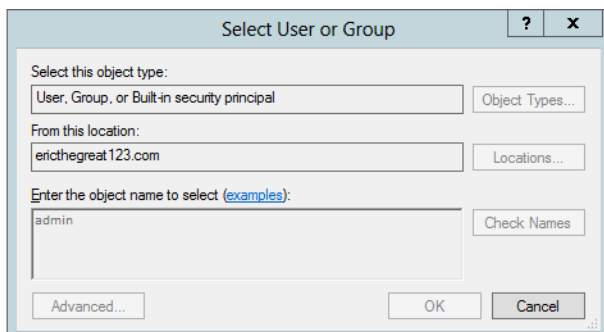 Select User or Group
? x
Select this object type:
User, Group, or Built-in security principal
Object Types...
From this location:
ericthegreat123.com
Locations...
Enter the object name to select (examples):
admin
Check Names
Advanced...
OK
Cancel